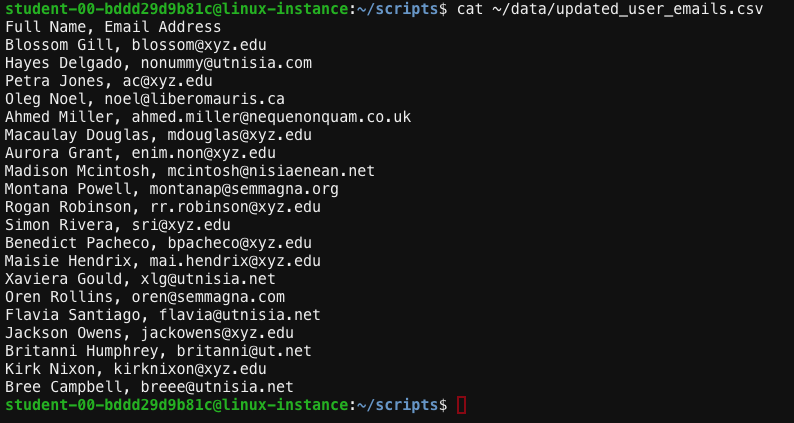 student-00-bddd29d9b81c@linux-instance:~/scripts$ cat ~/data/updated_user_emails.csv
Full Name, Email Address
Blossom Gill, blossom@xyz.edu
Hayes Delgado, nonummy@utnisia.com
Petra Jones, ac@xyz.edu
Oleg Noel, noel@liberomauris.ca
Ahmed Miller, ahmed.miller@nequenonquam.co.uk
Macaulay Douglas, mdouglas@xyz.edu
Aurora Grant, enim.non@xyz.edu
Madison Mcintosh, mcintosh@nisiaenean.net
Montana Powell, montanap@semmagna.org
Rogan Robinson, rr.robinson@xyz.edu
Simon Rivera, sri@xyz.edu
Benedict Pacheco, bpacheco@xyz.edu
Maisie Hendrix, mai.hendrix@xyz.edu
Xaviera Gould, xlg@utnisia.net
Oren Rollins, oren@semmagna.com
Flavia Santiago, flavia@utnisia.net
Jackson Owens, jackowens@xyz.edu
Britanni Humphrey, britanni@ut.net
Kirk Nixon, kirknixon@xyz.edu
Bree Campbell, breee@utnisia.net
student-00-bddd29d9b81c@linux-instance:~/scripts$